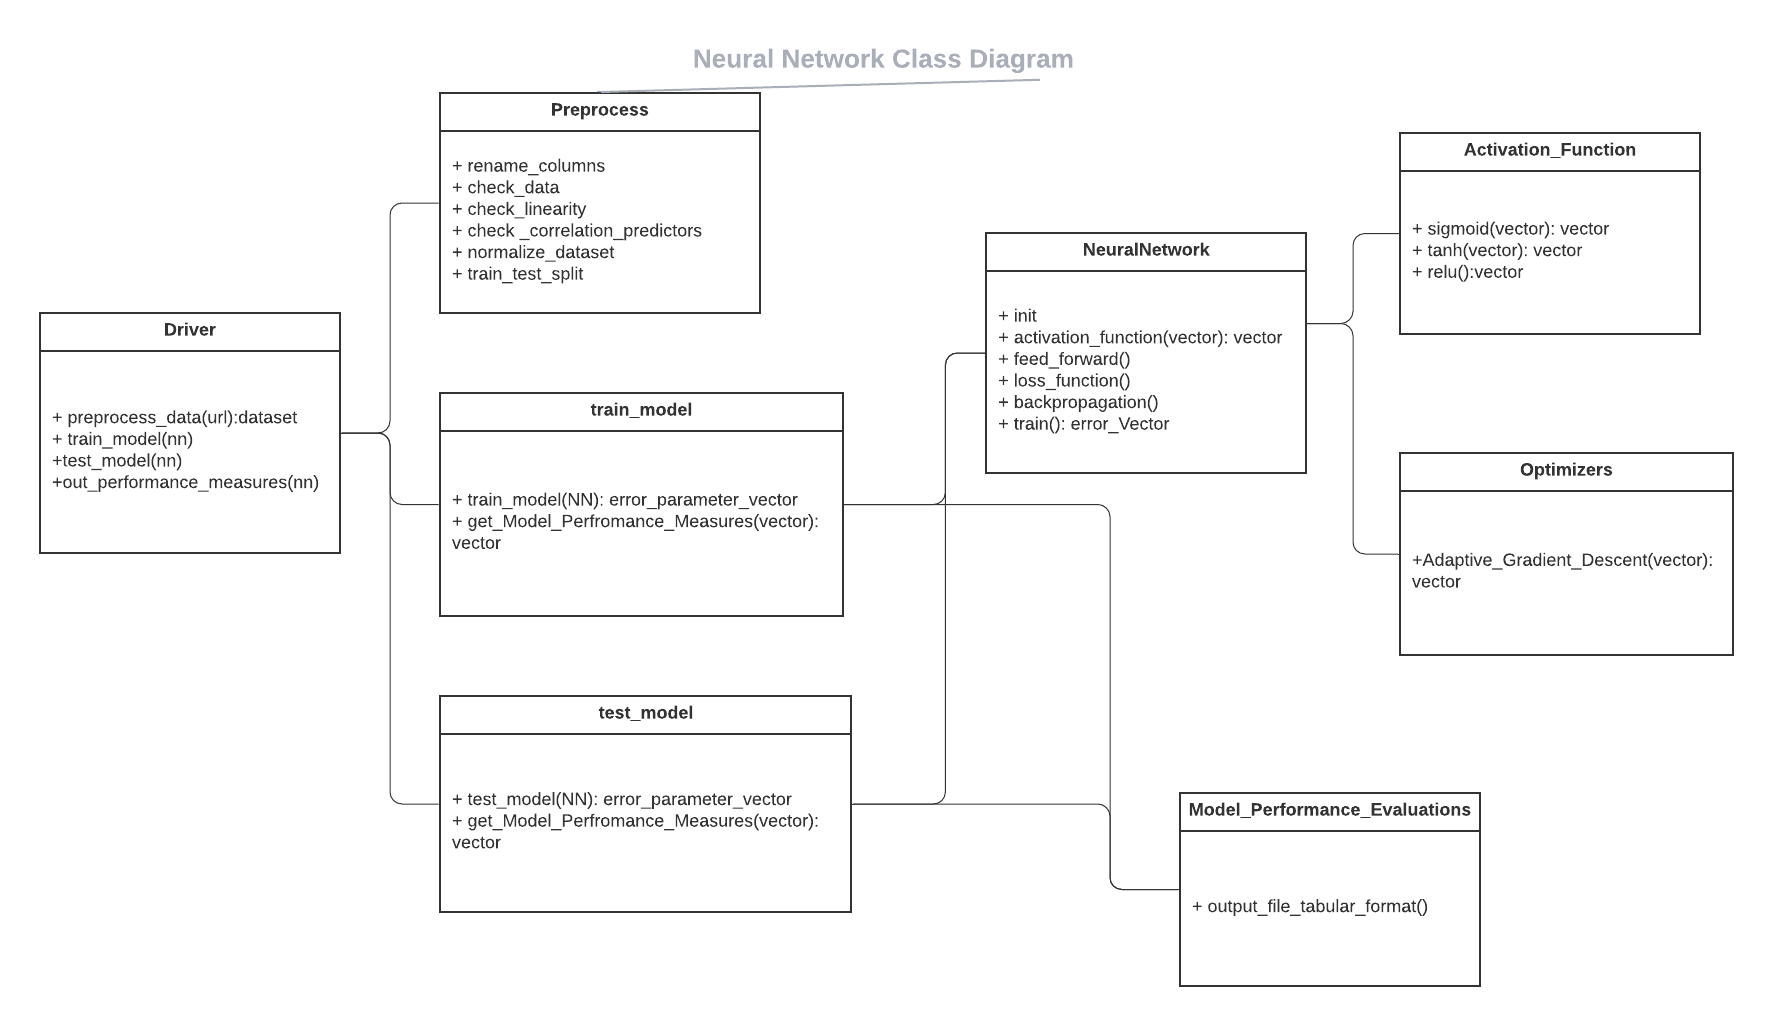 Neural Network Class Diagram
Preprocess
+ rename_columns
+ check_data
+ check_linearity
+ check _correlation_predictors
+ normalize_dataset
+ train_test_split
Driver
+ preprocess_data(url):dataset
+ train_model(nn)
+test_model(nn)
+out_performance_measures(nn)
train_model
+ train_model(NN): error_parameter_vector
+ get_Model_Perfromance_Measures(vector):
vector
test_model
+ test_model(NN): error_parameter_vector
+ get_Model_Perfromance_Measures(vector):
vector
NeuralNetwork
+ init
+ activation_function(vector): vector
+ feed_forward()
+ loss_function()
+ backpropagation()
+ train(): error_Vector
Activation_Function
+ sigmoid(vector): vector
+ tanh(vector): vector
+ relu():vector
Optimizers
+Adaptive_Gradient_Descent(vector):
vector
Model_Performance_Evaluations
+ output_file_tabular_format()